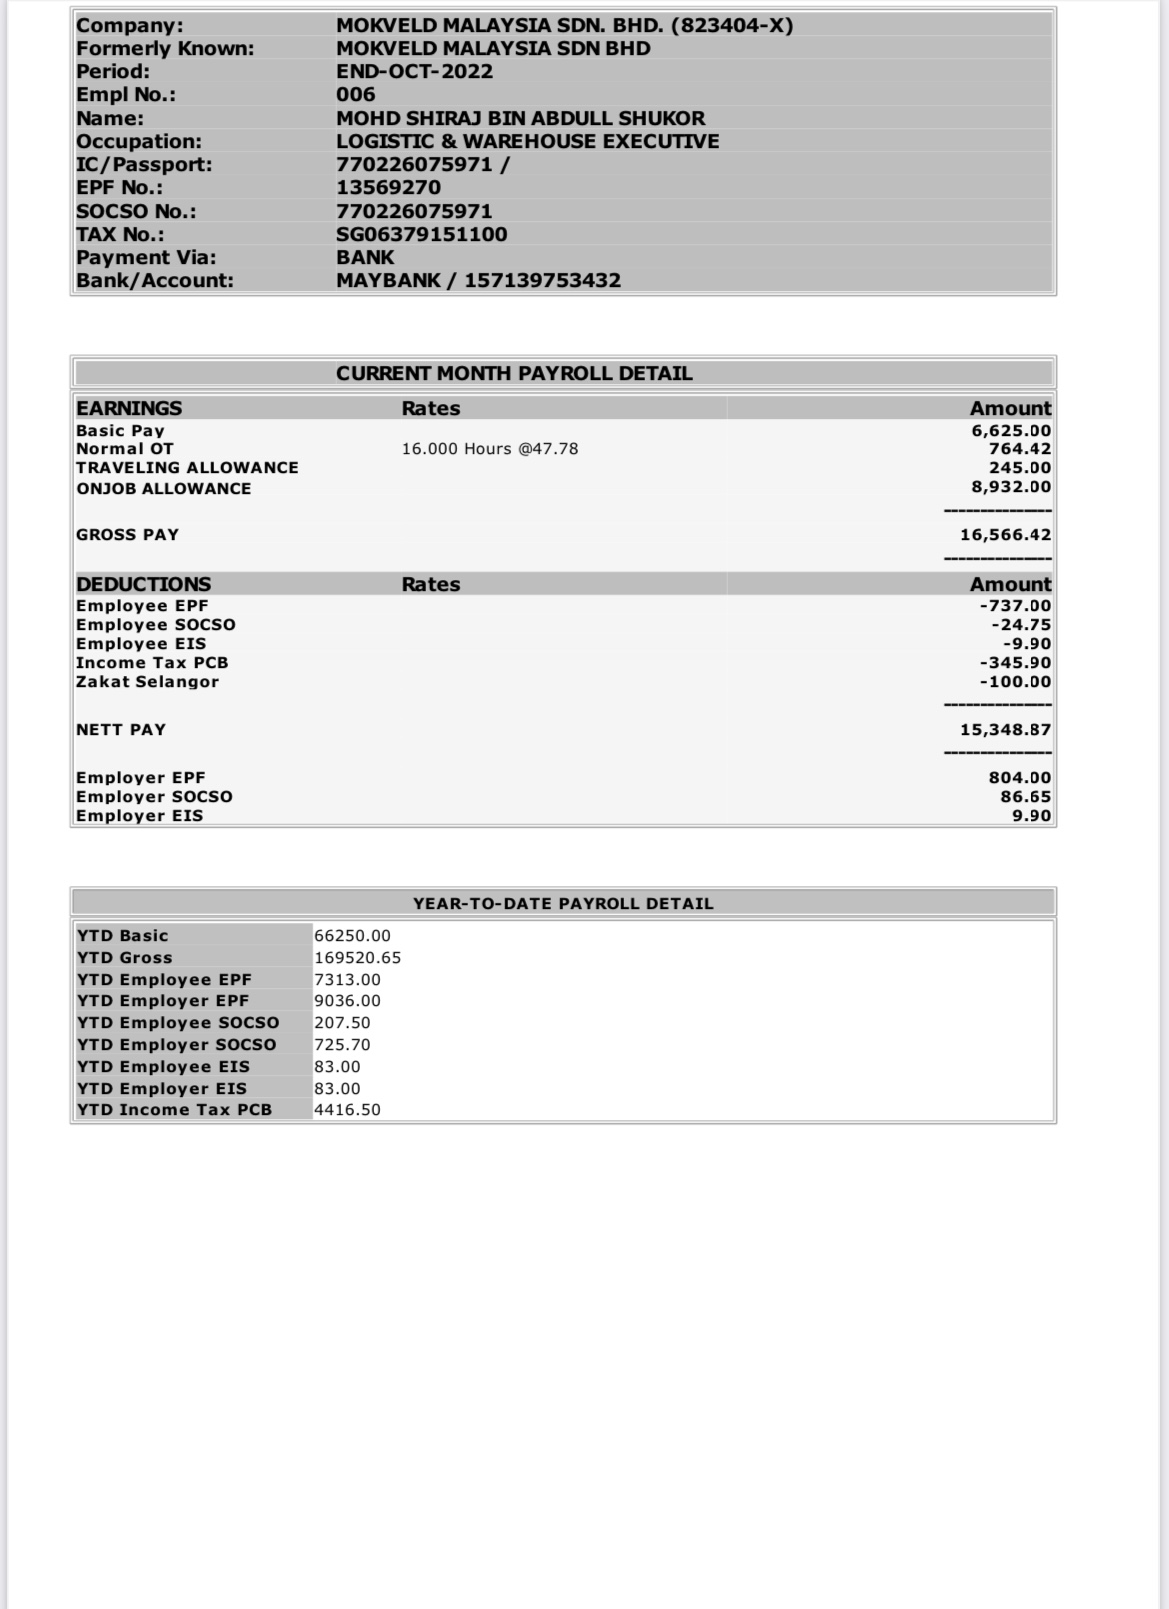 Company: MOKVELD MALAYSIA SDN. BHD. (823404-X)
Formerly Known: MOKVELD MALAYSIA SDN BHD
Period: END-OCT-2022
Empl No.: 006
Name: MOHD SHIRAJ BIN ABDULL SHUKOR
Occupation: LOGISTIC & WAREHOUSE EXECUTIVE
IC/Passport: 770226075971 /
EPF No.: 13569270
SOCSO No.: 770226075971
TAX No.: SG06379151100
Payment Via: BANK
Bank/Account: MAYBANK / 157139753432
CURRENT MONTH PAYROLL DETAIL
EARNINGS Rates Amount
Basic Pay 6,625.00
Normal OT 16.000 Hours @47.78 764.42
TRAVELING ALLOWANCE 245.00
ONJOB ALLOWANCE 8,932.00
---------------
GROSS PAY 16,566.42
---------------
DEDUCTIONS Rates Amount
Employee EPF -737.00
Employee SOCSO -24.75
Employee EIS -9.90
Income Tax PCB -345.90
Zakat Selangor -100.00
---------------
NETT PAY 15,348.87
---------------
Employer EPF 804.00
Employer SOCSO 86.65
Employer EIS 9.90
YEAR-TO-DATE PAYROLL DETAIL
YTD Basic 66250.00
YTD Gross 169520.65
YTD Employee EPF 7313.00
YTD Employer EPF 9036.00
YTD Employee SOCSO 207.50
YTD Employer SOCSO 725.70
YTD Employee EIS 83.00
YTD Employer EIS 83.00
YTD Income Tax PCB 4416.50